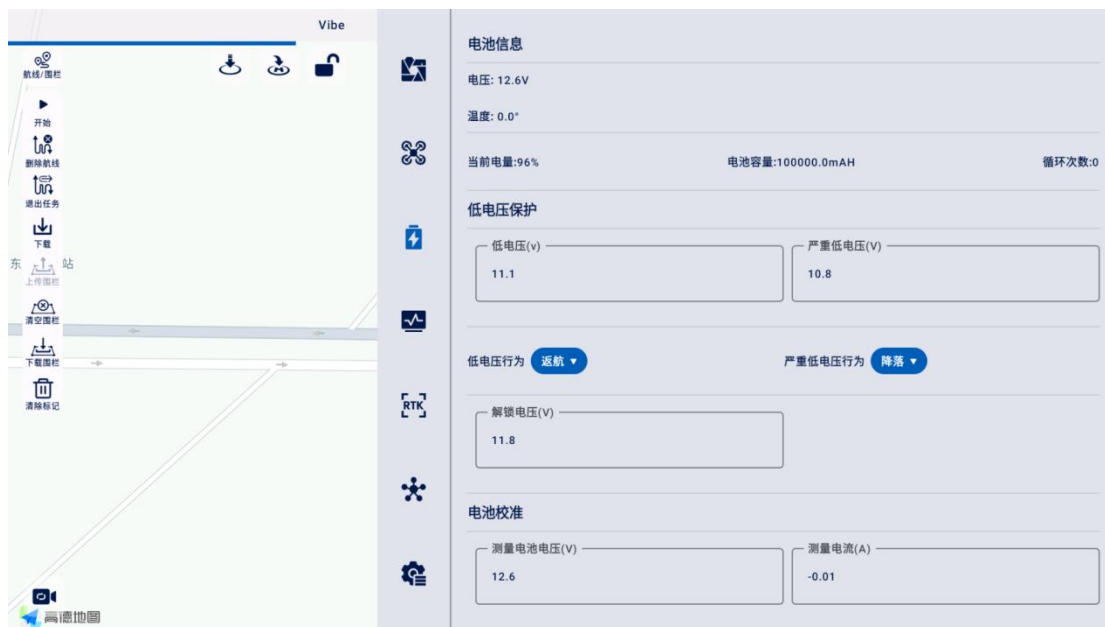 Vibe
航线/围栏
开始
删除航线
退出任务
下载
东 站
上传围栏
清空围栏
下载围栏
清除标记
高德地图
RTK
电池信息
电压: 12.6V
温度: 0.0°
当前电量:96% 电池容量:100000.0mAH 循环次数:0
低电压保护
低电压(v) 严重低电压(V)
11.1 10.8
低电压行为 返航 ▼ 严重低电压行为 降落 ▼
解锁电压(V)
11.8
电池校准
测量电池电压(V) 测量电流(A)
12.6 -0.01